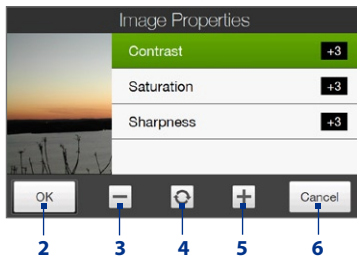 Image Properties
Contrast +3
Saturation +3
Sharpness +3
OK Cancel
2 3 4 5 6